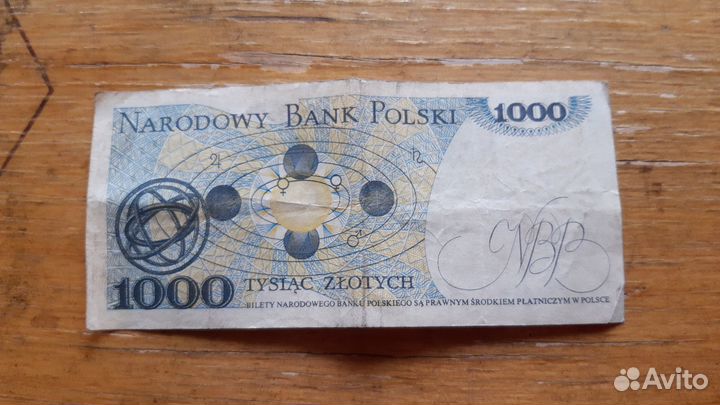 NARODOWY BANK POLSKI
1000
NBP
1000
TYSIĄC ZŁOTYCH
BILETY NARODOWEGO BANKU POLSKIEGO SĄ PRAWNYM ŚRODKIEM PŁATNICZYM W POLSCE
Avito